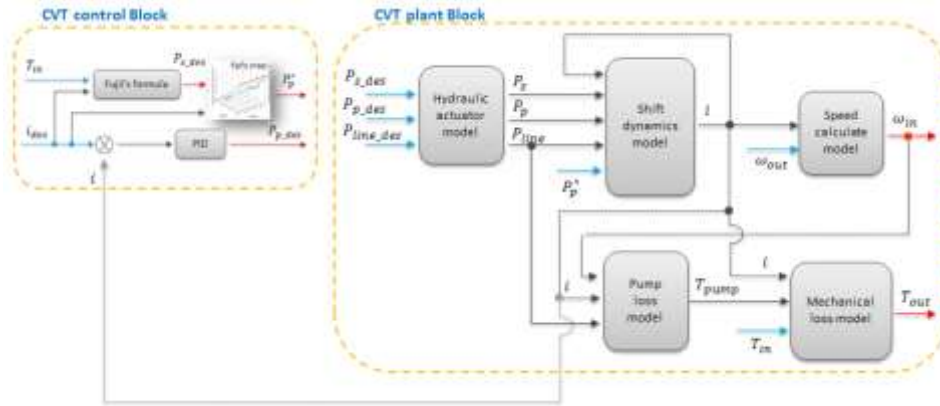 CVT control Block
CVT plant Block
T_in
Fuji's formula
P_s_des
P_p*
i_des
PID
P_p_des
i
P_s_des
P_p_des
P_line_des
Hydraulic
actuator
model
P_s
P_p
P_line
P_p*
Shift
dynamics
model
i
Speed
calculate
model
ω_in
ω_out
i
Pump
loss
model
T_pump
i
Mechanical
loss model
T_in
T_out